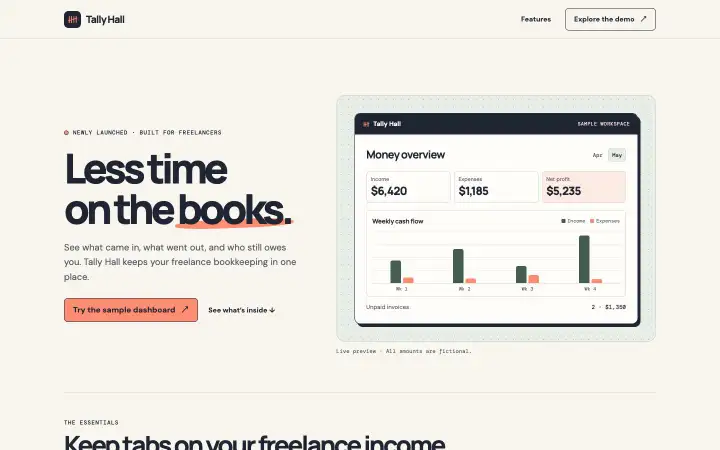 Tally Hall
Features
Explore the demo ↗
NEWLY LAUNCHED · BUILT FOR FREELANCERS
Less time
on the books.
See what came in, what went out, and who still owes
you. Tally Hall keeps your freelance bookkeeping in one
place.
Try the sample dashboard ↗
See what's inside ↓
Tally Hall
SAMPLE WORKSPACE
Money overview
Apr
May
Income
$6,420
Expenses
$1,185
Net profit
$5,235
Weekly cash flow
Income
Expenses
Wk 1
Wk 2
Wk 3
Wk 4
Unpaid invoices
2 · $1,350
Live preview · All amounts are fictional.
THE ESSENTIALS
Keep tabs on your freelance income